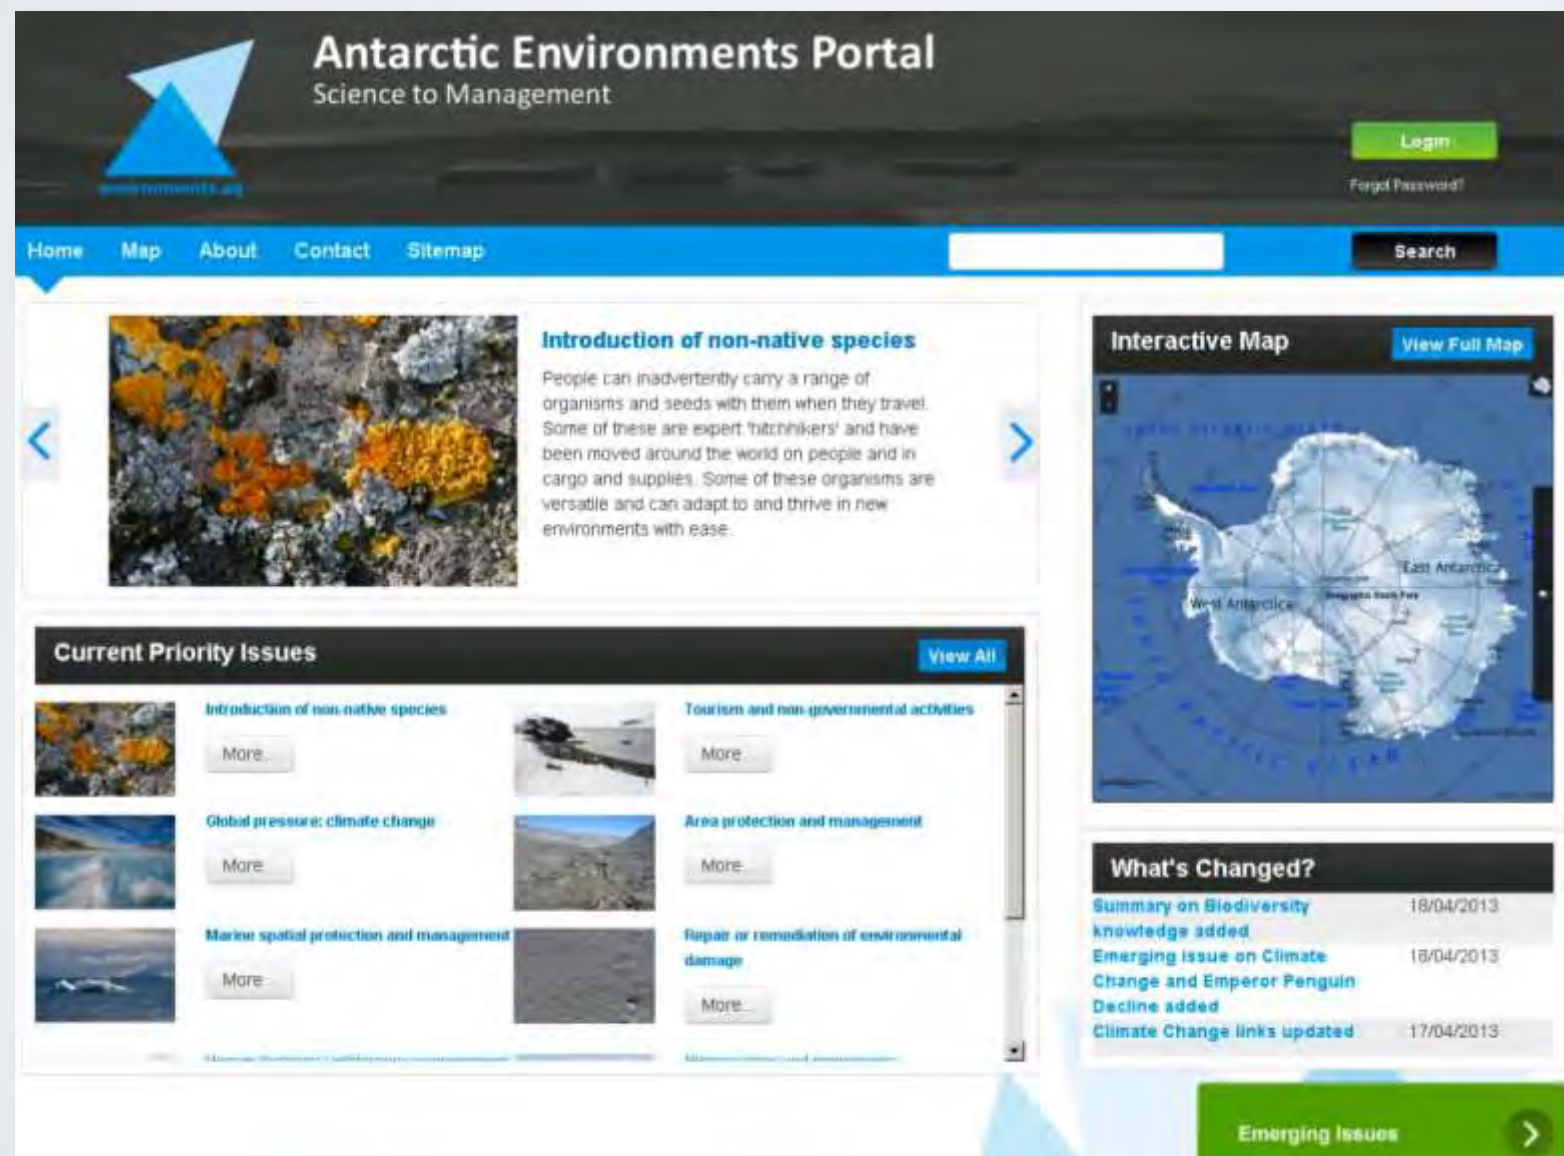 Antarctic Environments Portal
Science to Management
environments.aq
Login
Forgot Password?
Home Map About Contact Sitemap
Search
Introduction of non-native species
People can inadvertently carry a range of
organisms and seeds with them when they travel.
Some of these are expert 'hitchhikers' and have
been moved around the world on people and in
cargo and supplies. Some of these organisms are
versatile and can adapt to and thrive in new
environments with ease.
Interactive Map
View Full Map
East Antarctica
West Antarctica
Current Priority Issues
View All
Introduction of non-native species
More...
Tourism and non-governmental activities
More...
Global pressure: climate change
More...
Area protection and management
More...
Marine spatial protection and management
More...
Repair or remediation of environmental
damage
More...
What's Changed?
Summary on Biodiversity 18/04/2013
knowledge added
Emerging Issue on Climate 18/04/2013
Change and Emperor Penguin
Decline added
Climate Change links updated 17/04/2013
Emerging Issues